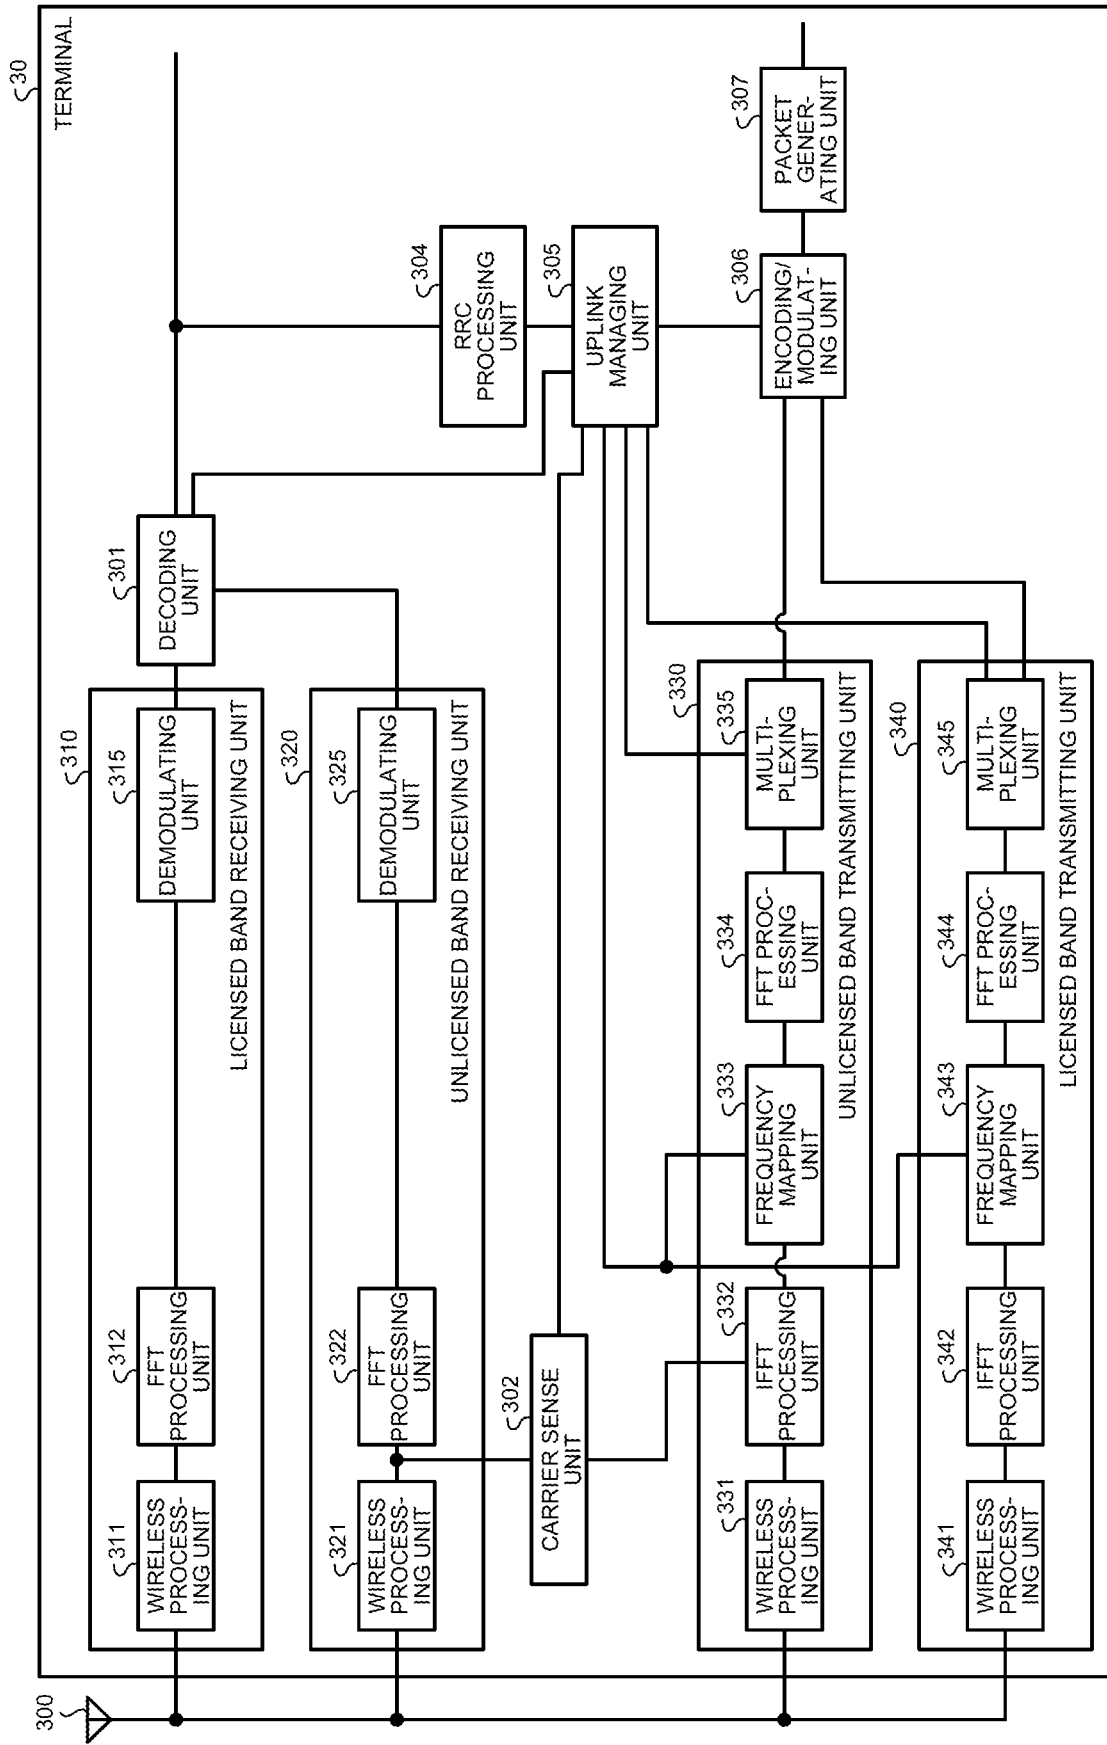 30
TERMINAL
300
310
311
WIRELESS
PROCESS-
ING UNIT
312
FFT
PROCESSING
UNIT
315
DEMODULATING
UNIT
LICENSED BAND RECEIVING UNIT
301
DECODING
UNIT
320
321
WIRELESS
PROCESS-
ING UNIT
322
FFT
PROCESSING
UNIT
325
DEMODULATING
UNIT
UNLICENSED BAND RECEIVING UNIT
302
CARRIER SENSE
UNIT
304
RRC
PROCESSING
UNIT
305
UPLINK
MANAGING
UNIT
330
331
WIRELESS
PROCESS-
ING UNIT
332
IFFT
PROCESSING
UNIT
333
FREQUENCY
MAPPING
UNIT
334
FFT PROC-
ESSING
UNIT
335
MULTI-
PLEXING
UNIT
UNLICENSED BAND TRANSMITTING UNIT
306
ENCODING/
MODULAT-
ING UNIT
307
PACKET
GENER-
ATING UNIT
340
341
WIRELESS
PROCESS-
ING UNIT
342
IFFT
PROCESSING
UNIT
343
FREQUENCY
MAPPING
UNIT
344
FFT PROC-
ESSING
UNIT
345
MULTI-
PLEXING
UNIT
LICENSED BAND TRANSMITTING UNIT